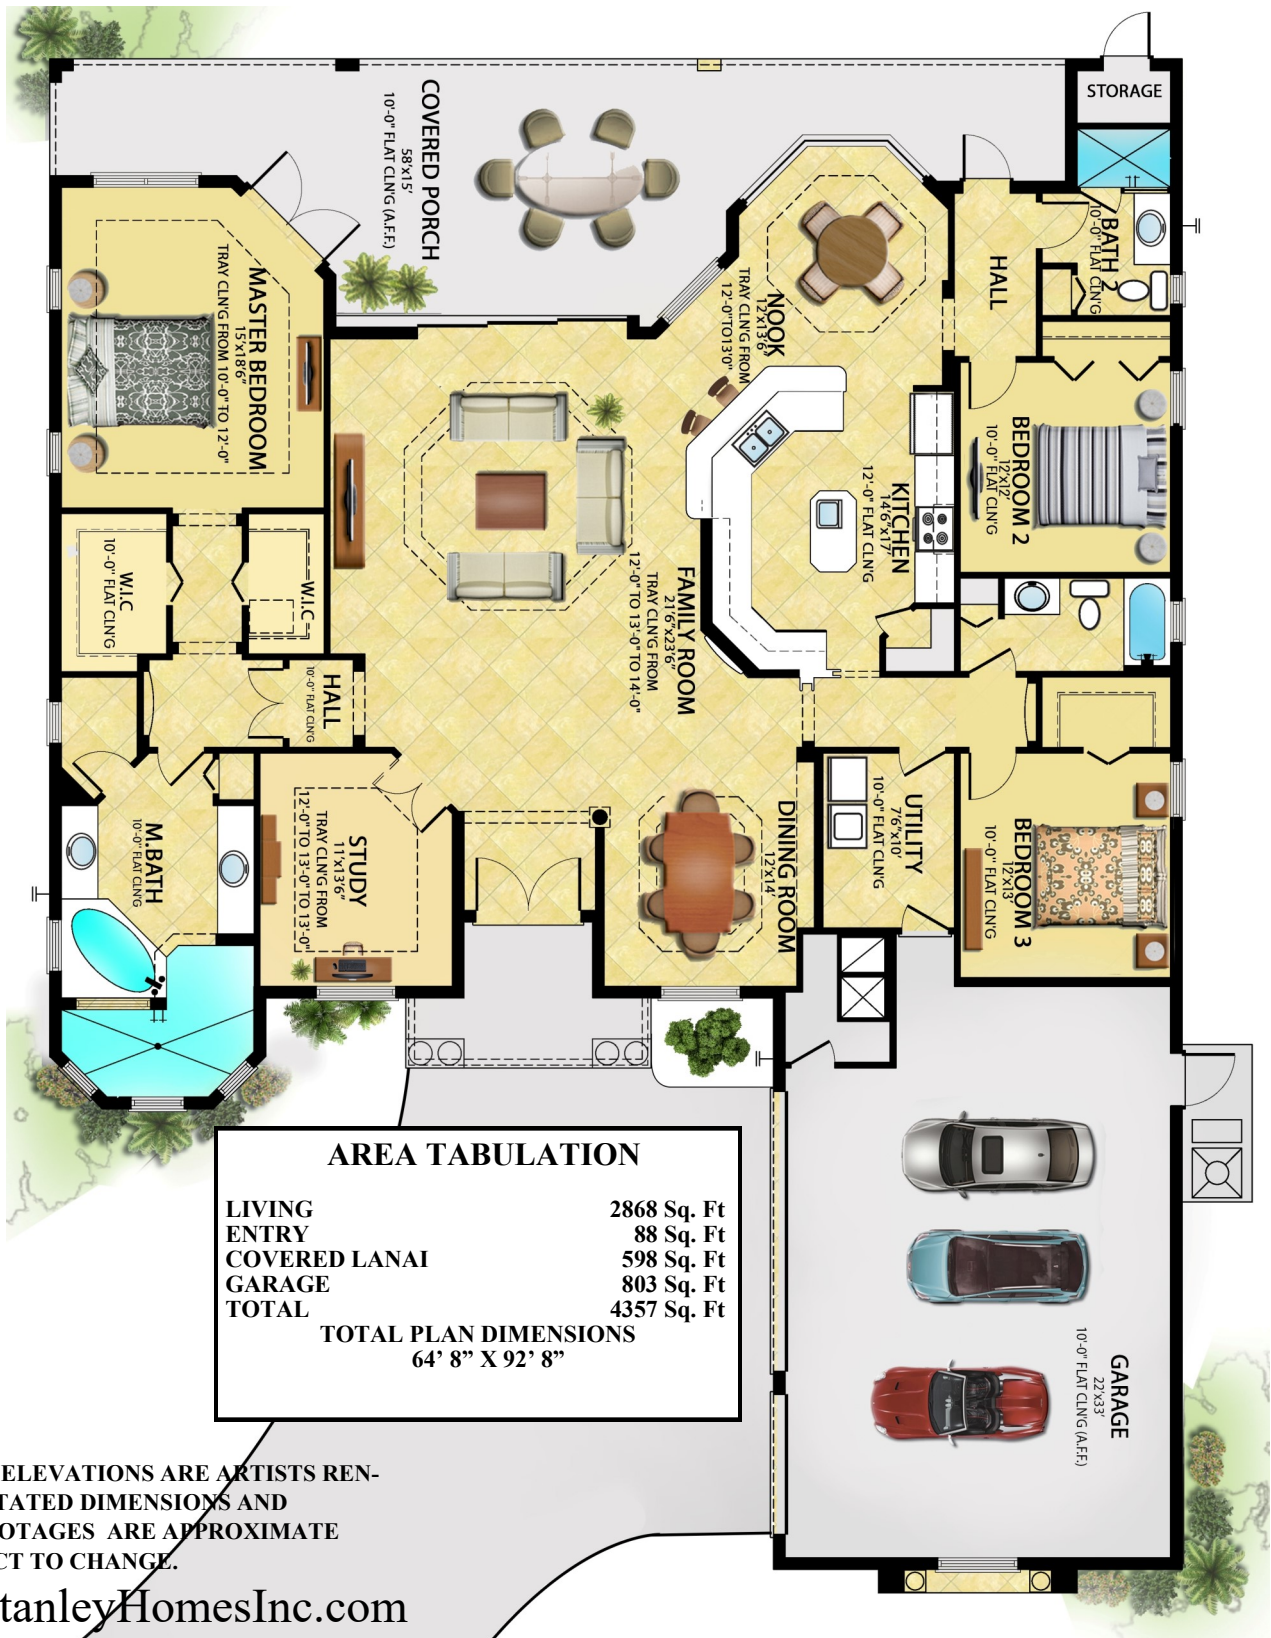 STORAGE
COVERED PORCH
58'x15'
10'-0" FLAT CLN'G (A.F.F.)
BATH 2
10'-0" FLAT CLN'G
HALL
NOOK
12'x13'6"
TRAY CLN'G FROM
12'-0"TO13'0"
MASTER BEDROOM
15'x18'6"
TRAY CLN'G FROM 10'-0" TO 12'-0"
BEDROOM 2
12'x12'
10'-0" FLAT CLN'G
KITCHEN
14'6"x17'
12'-0" FLAT CLN'G
W.I.C
10'-0" FLAT CLN'G
W.I.C
FAMILY ROOM
21'6"x23'6"
TRAY CLN'G FROM
12'-0" TO 13'-0" TO 14'-0"
HALL
10'-0" FLAT CLN'G
M.BATH
10'-0" FLAT CLN'G
STUDY
11'x13'6"
TRAY CLN'G FROM
12'-0" TO 13'-0" TO 13'-0"
DINING ROOM
12'x14'
UTILITY
7'6"x10'
10'-0" FLAT CLN'G
BEDROOM 3
12'x13'
10'-0" FLAT CLN'G
GARAGE
22'x33'
10'-0" FLAT CLN'G (A.F.F.)
AREA TABULATION
LIVING 2868 Sq. Ft
ENTRY 88 Sq. Ft
COVERED LANAI 598 Sq. Ft
GARAGE 803 Sq. Ft
TOTAL 4357 Sq. Ft
TOTAL PLAN DIMENSIONS
64' 8” X 92' 8”
ELEVATIONS ARE ARTISTS REN-
TATED DIMENSIONS AND
OTAGES ARE APPROXIMATE
CT TO CHANGE.
tanleyHomesInc.com